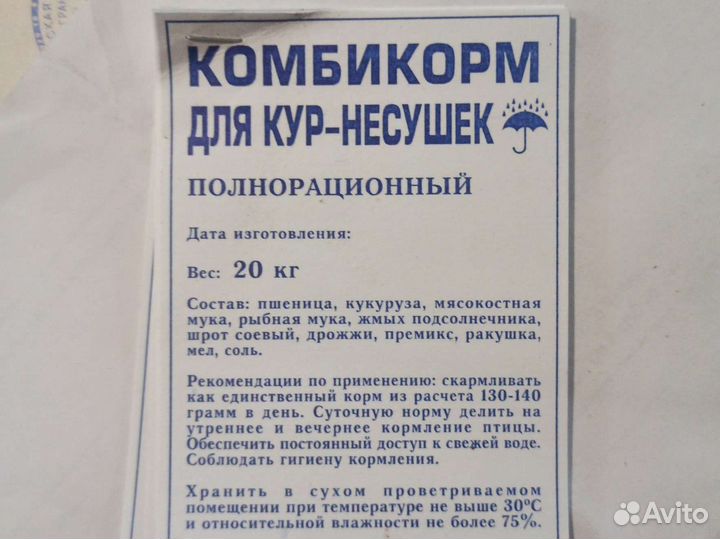 КОМБИКОРМ
ДЛЯ КУР-НЕСУШЕК
ПОЛНОРАЦИОННЫЙ
Дата изготовления:
Вес: 20 кг
Состав: пшеница, кукуруза, мясокостная
мука, рыбная мука, жмых подсолнечника,
шрот соевый, дрожжи, премикс, ракушка,
мел, соль.
Рекомендации по применению: скармливать
как единственный корм из расчета 130-140
грамм в день. Суточную норму делить на
утреннее и вечернее кормление птицы.
Обеспечить постоянный доступ к свежей воде.
Соблюдать гигиену кормления.
Хранить в сухом проветриваемом
помещении при температуре не выше 30°С
и относительной влажности не более 75%.
Avito